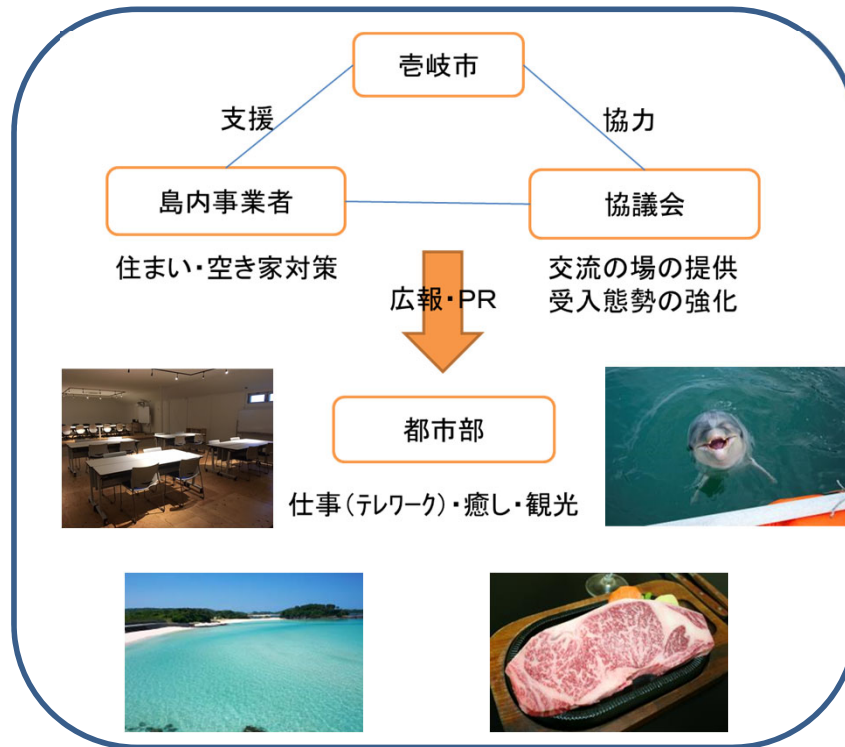 壱岐市
支援
協力
島内事業者
協議会
住まい・空き家対策
交流の場の提供
受入態勢の強化
広報・PR
都市部
仕事(テレワーク)・癒し・観光